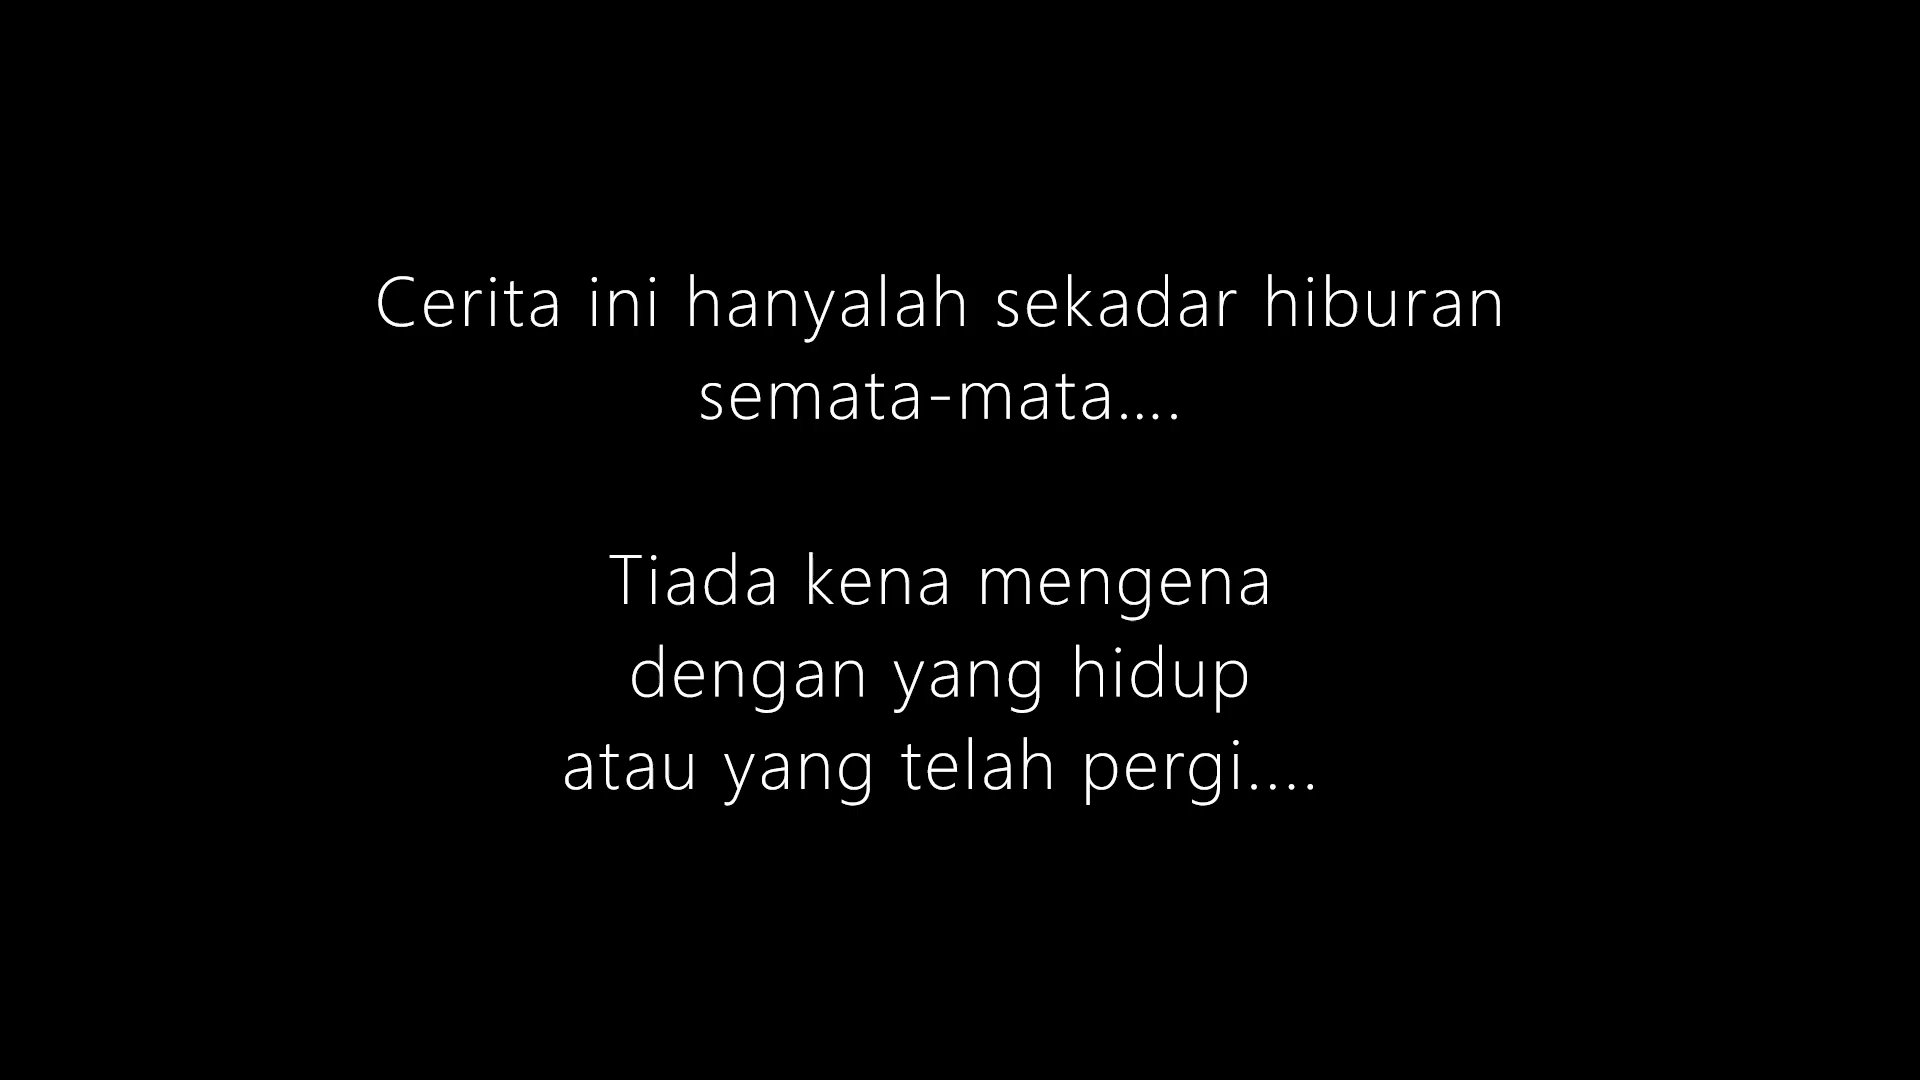 Cerita ini hanyalah sekadar hiburan
semata-mata....
Tiada kena mengena
dengan yang hidup
atau yang telah pergi....